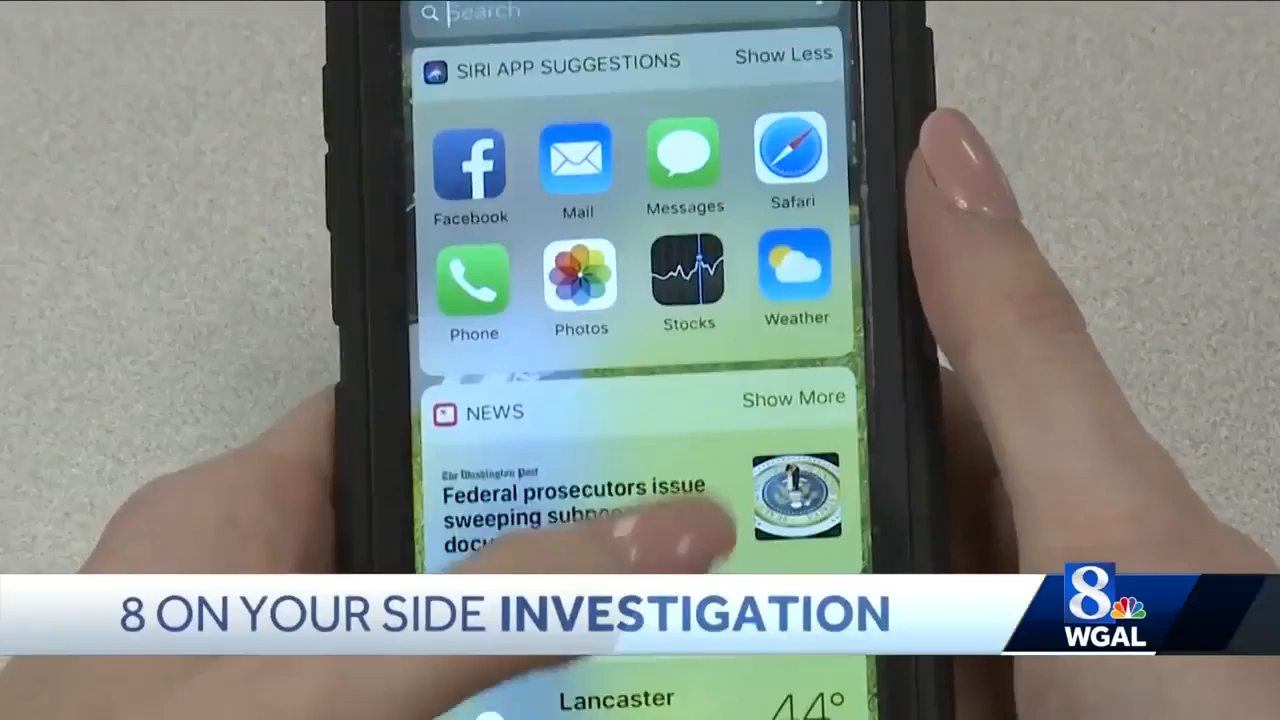 Search
SIRI APP SUGGESTIONS
Show Less
Facebook
Mail
Messages
Safari
Phone
Photos
Stocks
Weather
NEWS
Show More
The Washington Post
Federal prosecutors issue
sweeping
8 ON YOUR SIDE INVESTIGATION
8
WGAL
Lancaster
44°